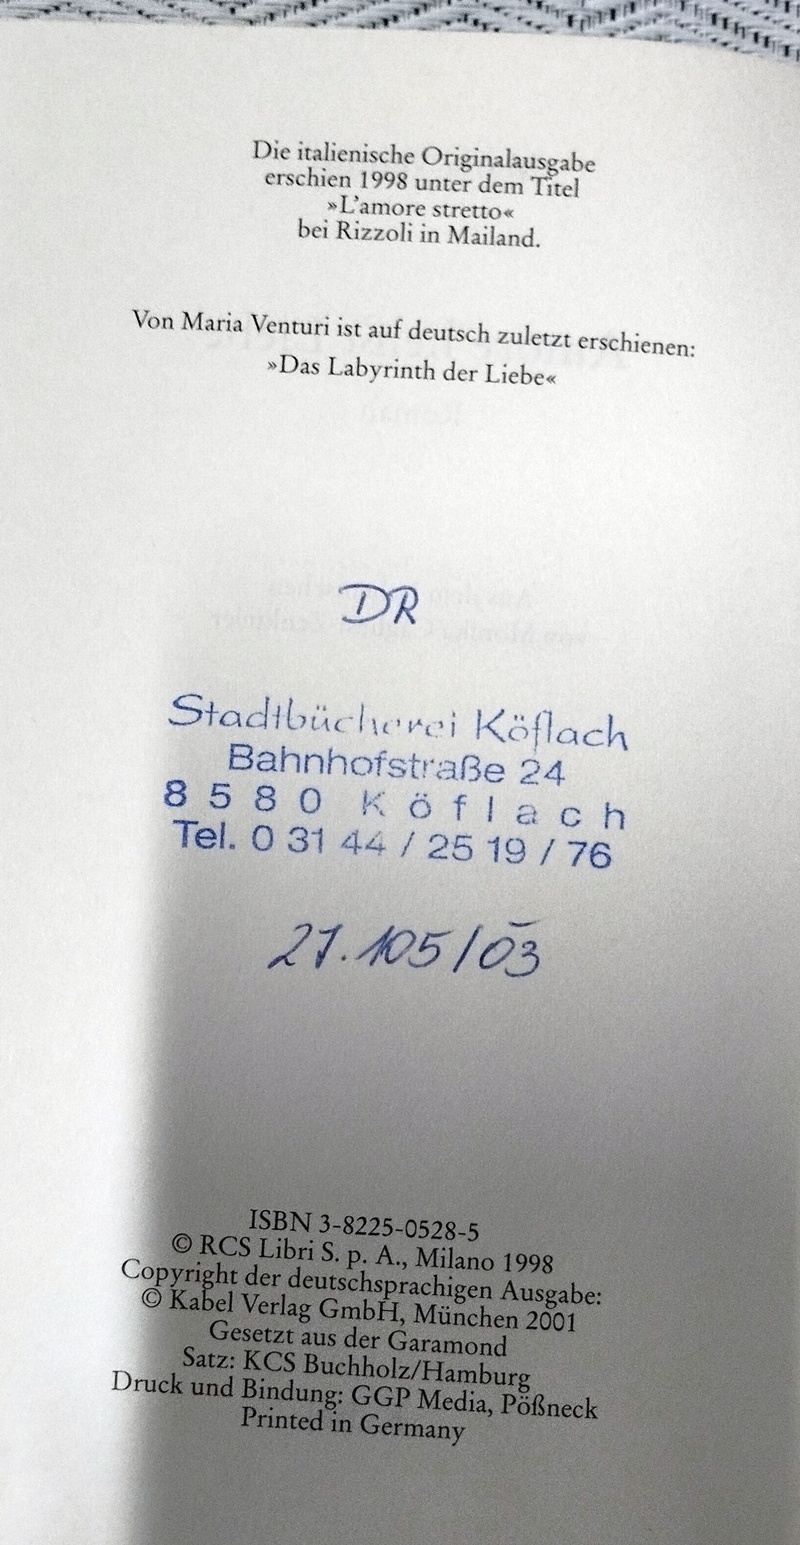 Die italienische Originalausgabe
erschien 1998 unter dem Titel
»L'amore stretto«
bei Rizzoli in Mailand.
Von Maria Venturi ist auf deutsch zuletzt erschienen:
»Das Labyrinth der Liebe«
DR
Stadtbücherei Köflach
Bahnhofstraße 24
8580 Köflach
Tel. 0 31 44 / 25 19 / 76
21.105/03
ISBN 3-8225-0528-5
© RCS Libri S. p. A., Milano 1998
Copyright der deutschsprachigen Ausgabe:
© Kabel Verlag GmbH, München 2001
Gesetzt aus der Garamond
Satz: KCS Buchholz/Hamburg
Druck und Bindung: GGP Media, Pößneck
Printed in Germany